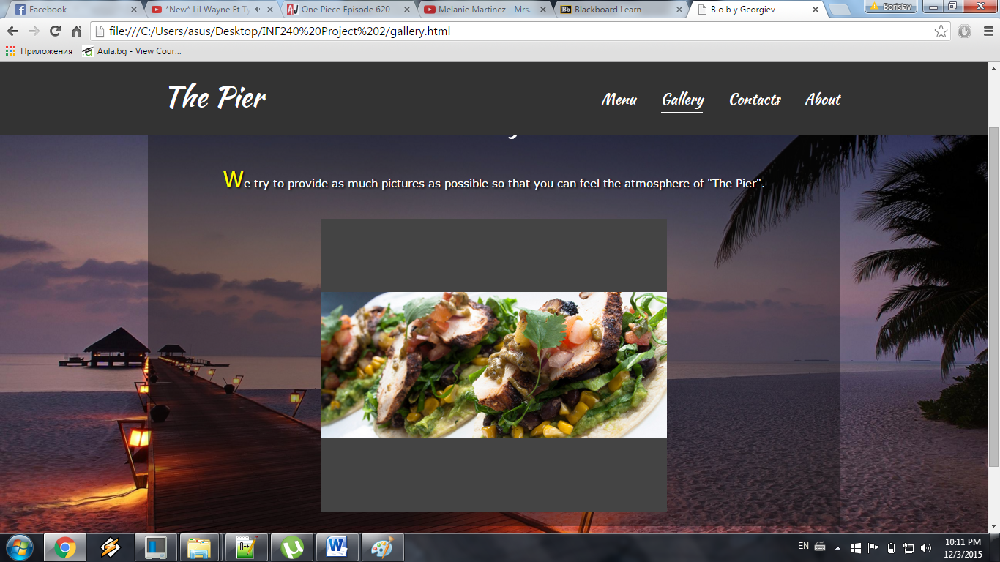 Facebook
*New* Lil Wayne Ft Ty
One Piece Episode 620 -
Melanie Martinez - Mrs.
Blackboard Learn
B o b y Georgiev
Borislav
file:///C:/Users/asus/Desktop/INF240%20Project%202/gallery.html
Приложения
Aula.bg - View Cour...
The Pier
Menu
Gallery
Contacts
About
We try to provide as much pictures as possible so that you can feel the atmosphere of "The Pier".
EN
10:11 PM
12/3/2015